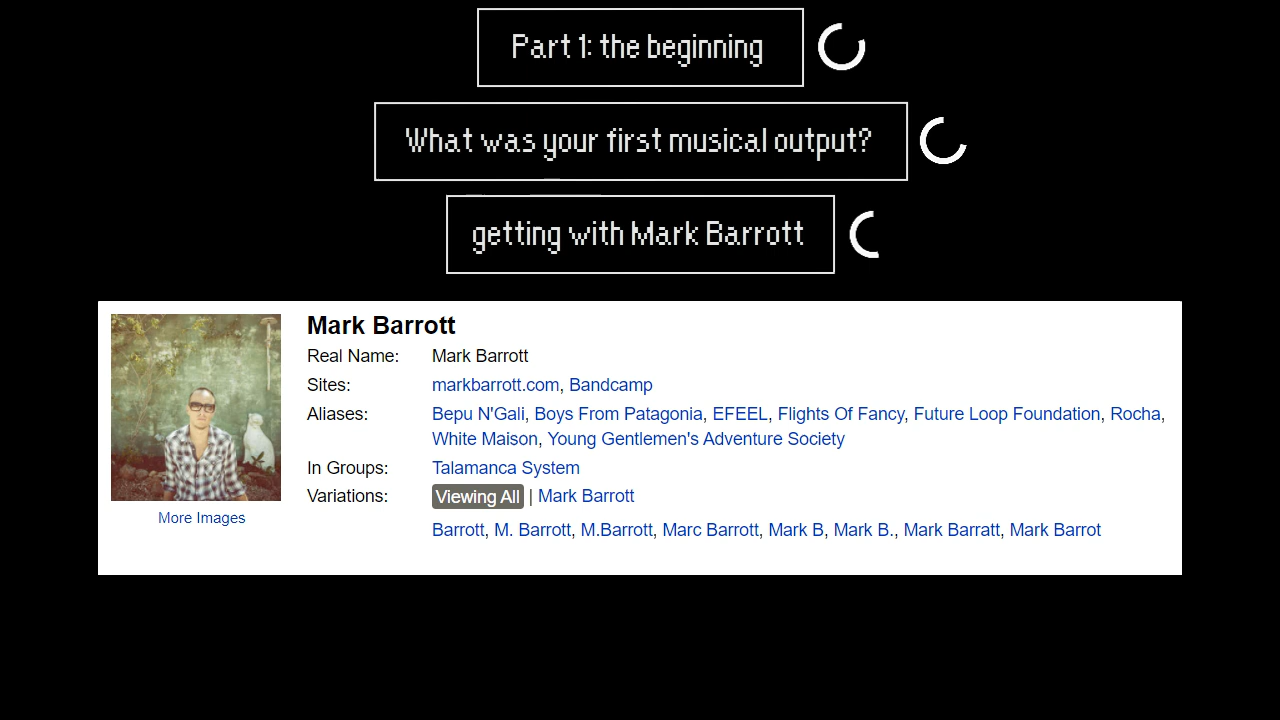 Part 1: the beginning
What was your first musical output?
getting with Mark Barrott
Mark Barrott
Real Name: Mark Barrott
Sites: markbarrott.com, Bandcamp
Aliases: Bepu N'Gali, Boys From Patagonia, EFEEL, Flights Of Fancy, Future Loop Foundation, Rocha,
White Maison, Young Gentlemen's Adventure Society
In Groups: Talamanca System
Variations: Viewing All | Mark Barrott
Barrott, M. Barrott, M.Barrott, Marc Barrott, Mark B, Mark B., Mark Barratt, Mark Barrot
More Images